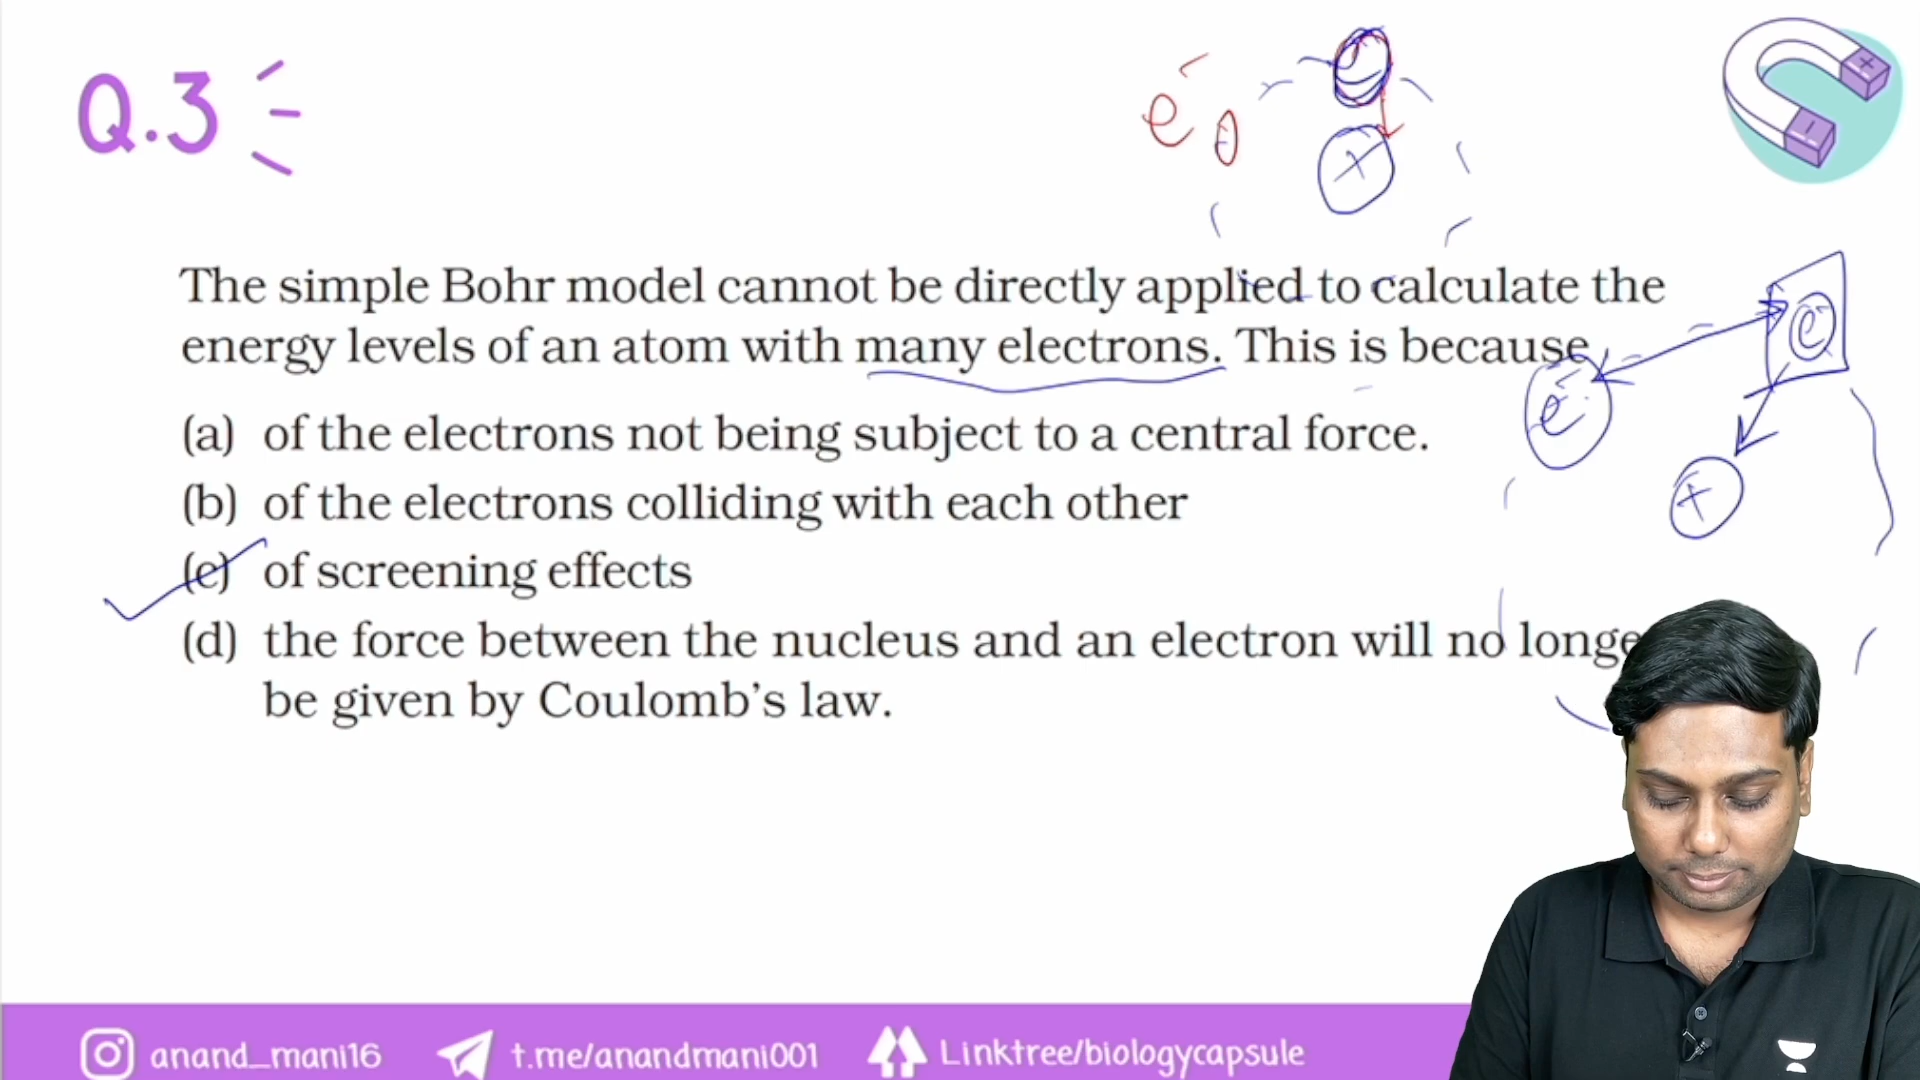 Q.3
e⁻
+
+
-
The simple Bohr model cannot be directly applied to calculate the
energy levels of an atom with many electrons. This is because
e⁻
e⁻
+
(a) of the electrons not being subject to a central force.
(b) of the electrons colliding with each other
(c) of screening effects
(d) the force between the nucleus and an electron will no longe
be given by Coulomb's law.
anand_mani16
t.me/anandmani001
Linktree/biologycapsule